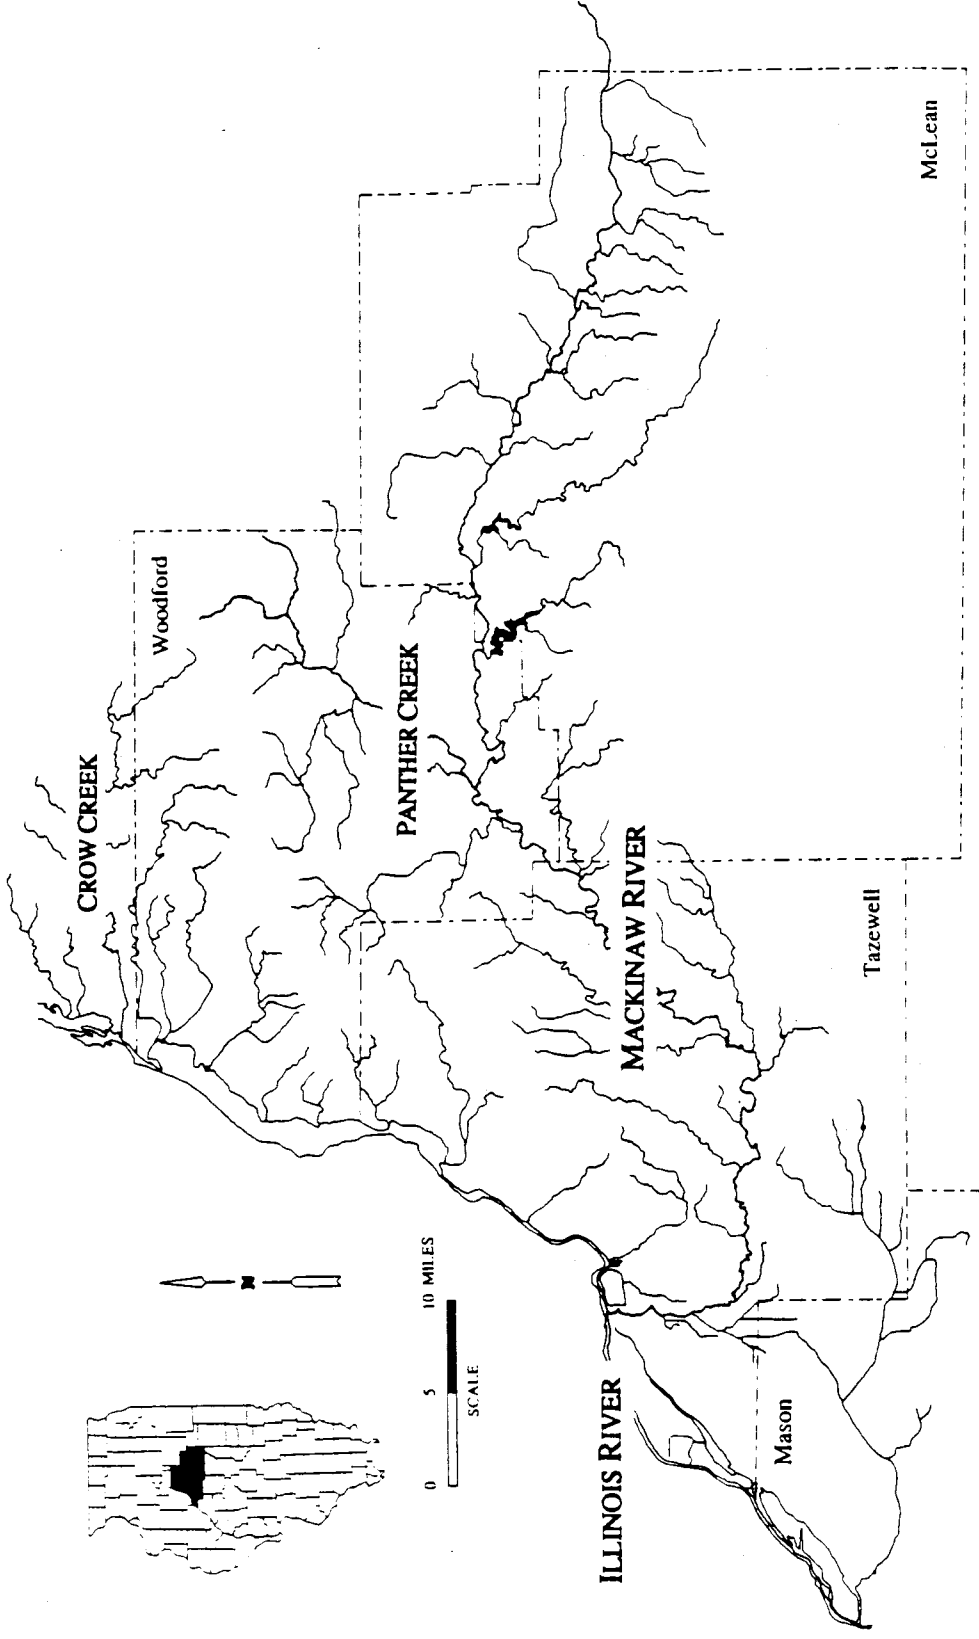 CROW CREEK
Woodford
PANTHER CREEK
McLean
MACKINAW RIVER
Tazewell
ILLINOIS RIVER
Mason
N
0 5 10 MILES
SCALE